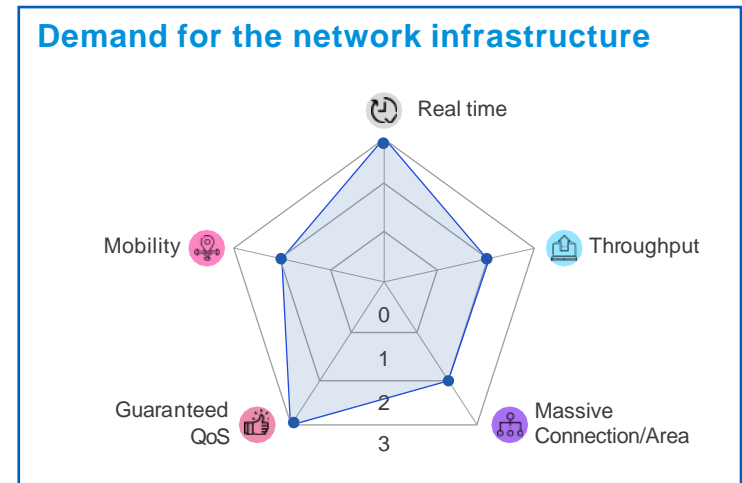 Demand for the network infrastructure
Real time
Mobility
Throughput
0
1
2
3
Guaranteed
QoS
Massive
Connection/Area